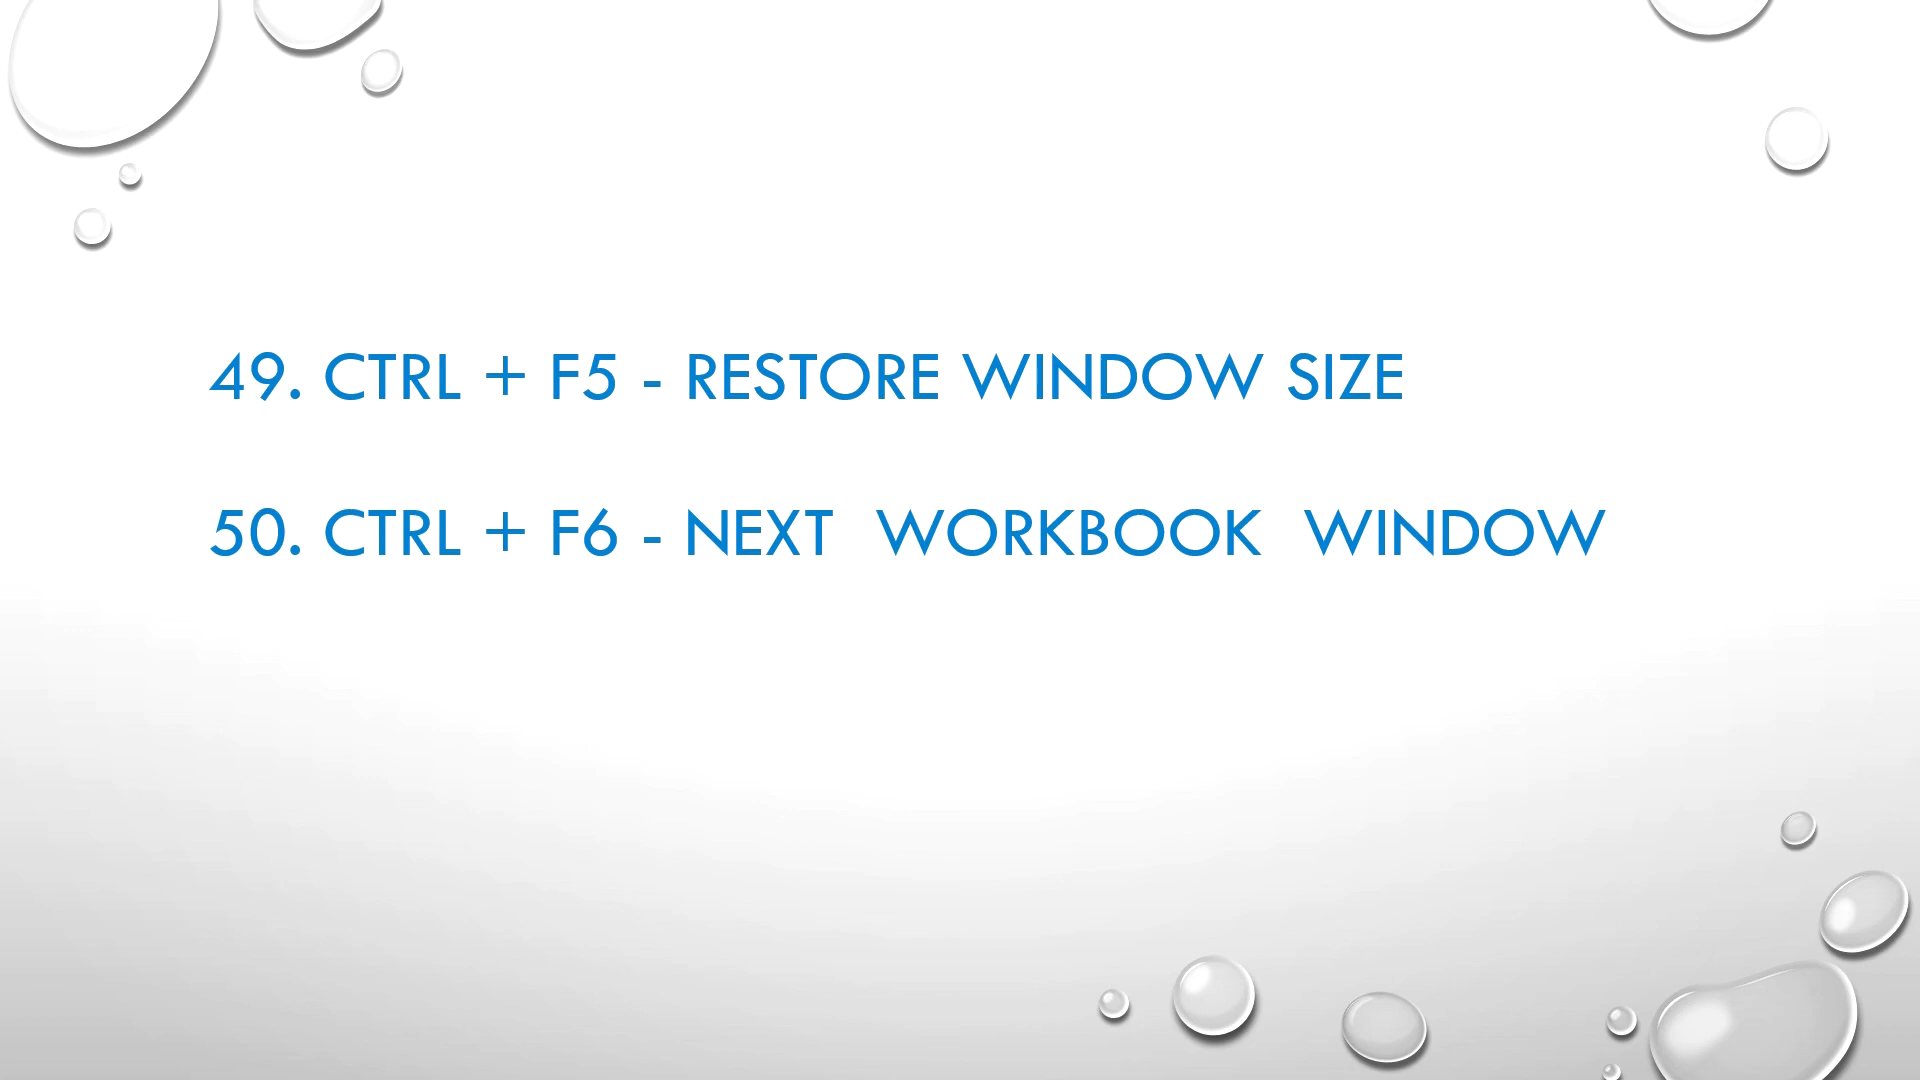 49. CTRL + F5 - RESTORE WINDOW SIZE
50. CTRL + F6 - NEXT  WORKBOOK  WINDOW